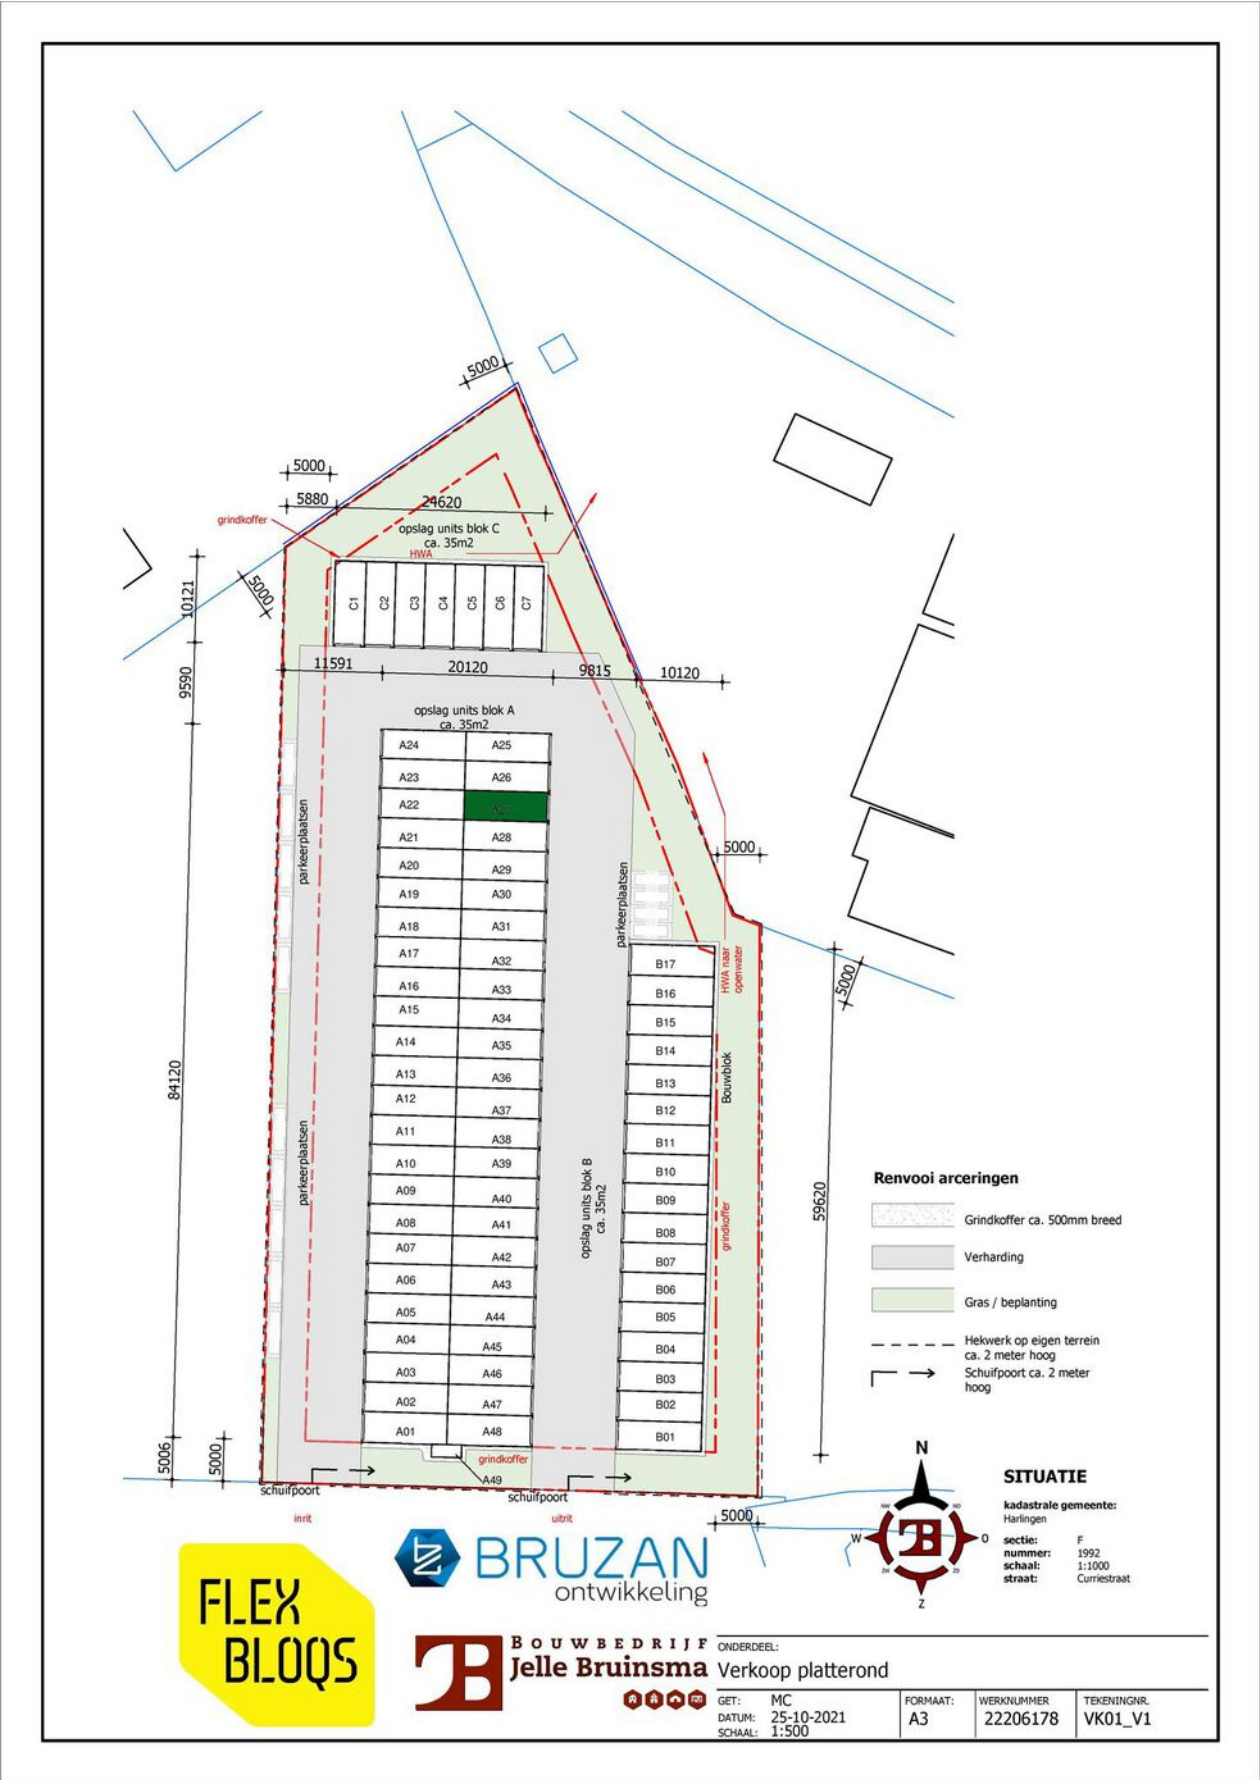 5000
5000
5880
24620
grindkoffer
opslag units blok C
ca. 35m2
HWA
10121
5000
C1
C2
C3
C4
C5
C6
C7
9590
11591
20120
9815
10120
opslag units blok A
ca. 35m2
A24
A25
A23
A26
A22
A21
A28
A20
A29
A19
A30
A18
A31
A17
A32
A16
A33
A15
A34
A14
A35
A13
A36
A12
A37
A11
A38
A10
A39
A09
A40
A08
A41
A07
A42
A06
A43
A05
A44
A04
A45
A03
A46
A02
A47
A01
A48
A49
parkeerplaatsen
parkeerplaatsen
parkeerplaatsen
5000
B17
B16
B15
B14
B13
B12
B11
B10
B09
B08
B07
B06
B05
B04
B03
B02
B01
HWA naar
openwater
5000
Bouwblok
84120
opslag units blok B
ca. 35m2
grindkoffer
59620
5006
5000
grindkoffer
schuifpoort
schuifpoort
inrit
uitrit
5000
Renvooi arceringen
Grindkoffer ca. 500mm breed
Verharding
Gras / beplanting
Hekwerk op eigen terrein
ca. 2 meter hoog
Schuifpoort ca. 2 meter
hoog
N
NW
NO
W
O
ZW
ZO
Z
SITUATIE
kadastrale gemeente:
Harlingen
sectie: F
nummer: 1992
schaal: 1:1000
straat: Curriestraat
FLEX
BLOQS
BRUZAN
ontwikkeling
BOUWBEDRIJF
Jelle Bruinsma
ONDERDEEL:
Verkoop platterond
GET: MC
DATUM: 25-10-2021
SCHAAL: 1:500
FORMAAT:
A3
WERKNUMMER
22206178
TEKENINGNR.
VK01_V1